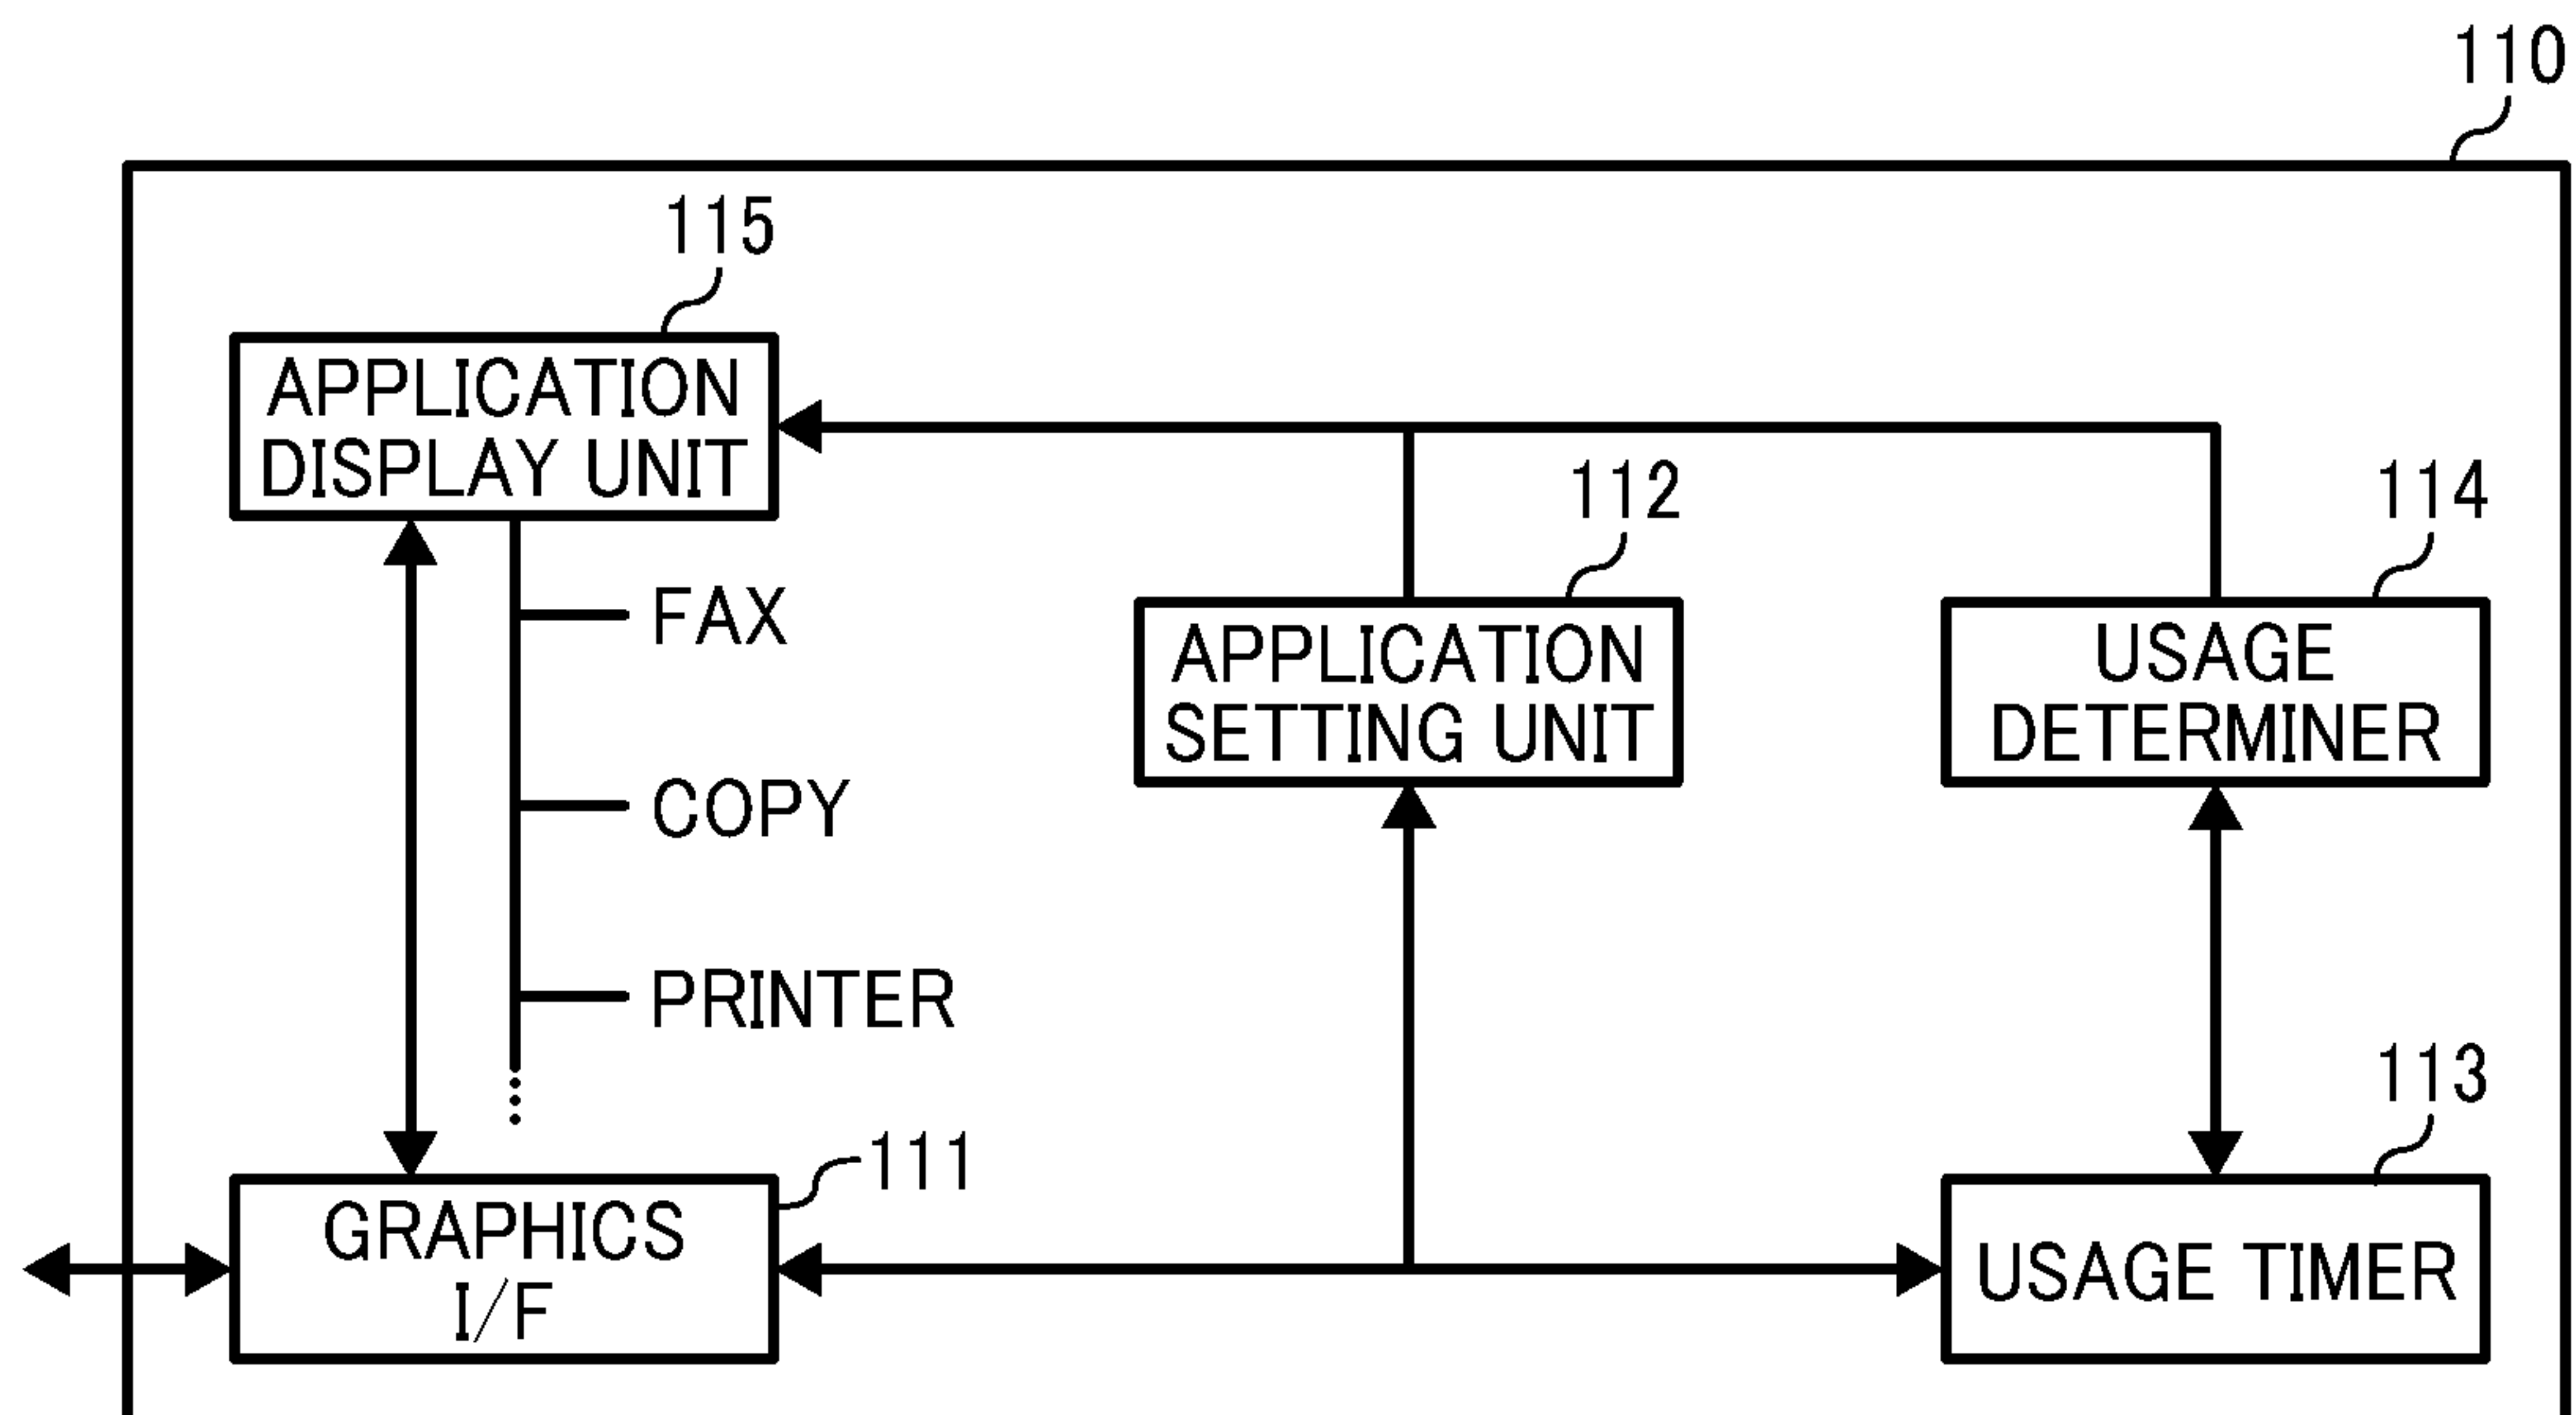 110
115
APPLICATION
DISPLAY UNIT
112
114
FAX
APPLICATION
SETTING UNIT
USAGE
DETERMINER
COPY
PRINTER
113
111
GRAPHICS
I/F
USAGE TIMER